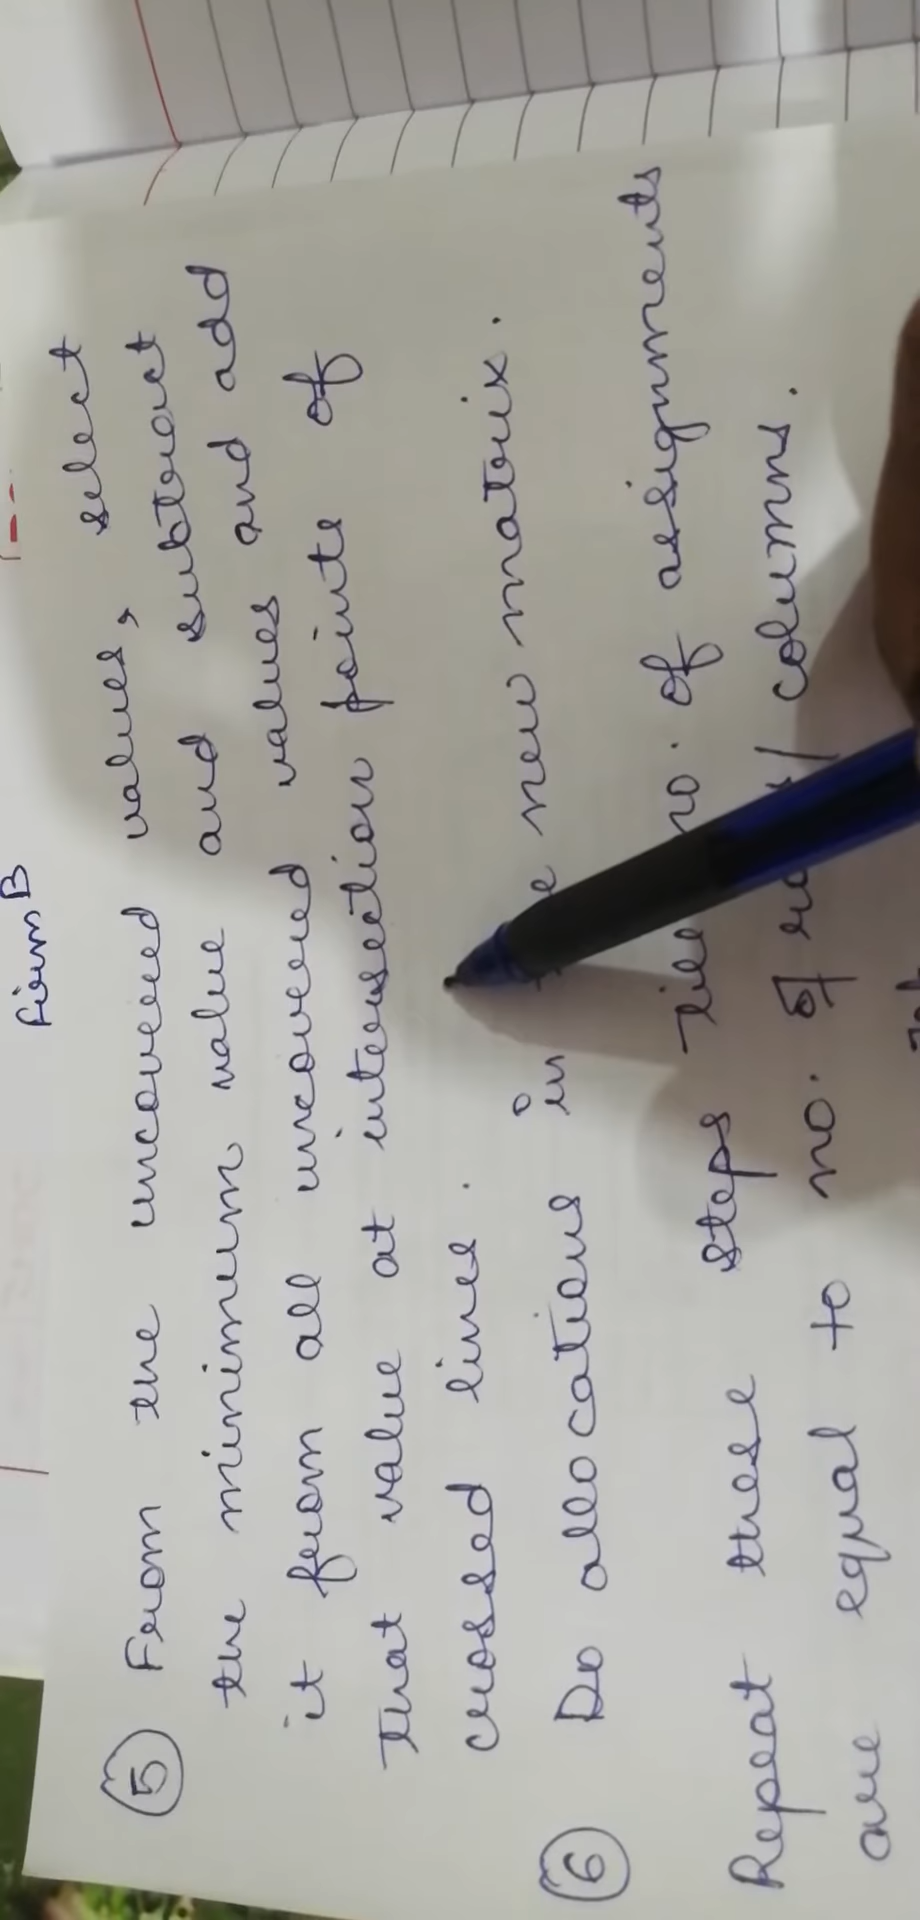 Firm B
5 From the uncovered values, select
the minimum value and subtract
it from all uncovered values and add
that value at intersection points of
crossed lines.
6 Do allocations in new matrix.
Repeat these steps no. of assignments
are equal to no. of columns.